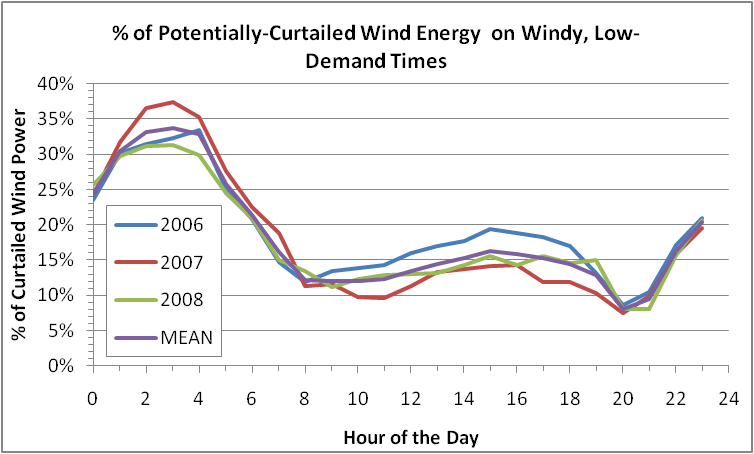 % of Potentially-Curtailed Wind Energy on Windy, Low-
Demand Times
% of Curtailed Wind Power
40%
35%
30%
25%
20%
15%
10%
5%
0%
2006
2007
2008
MEAN
0 2 4 6 8 10 12 14 16 18 20 22 24
Hour of the Day